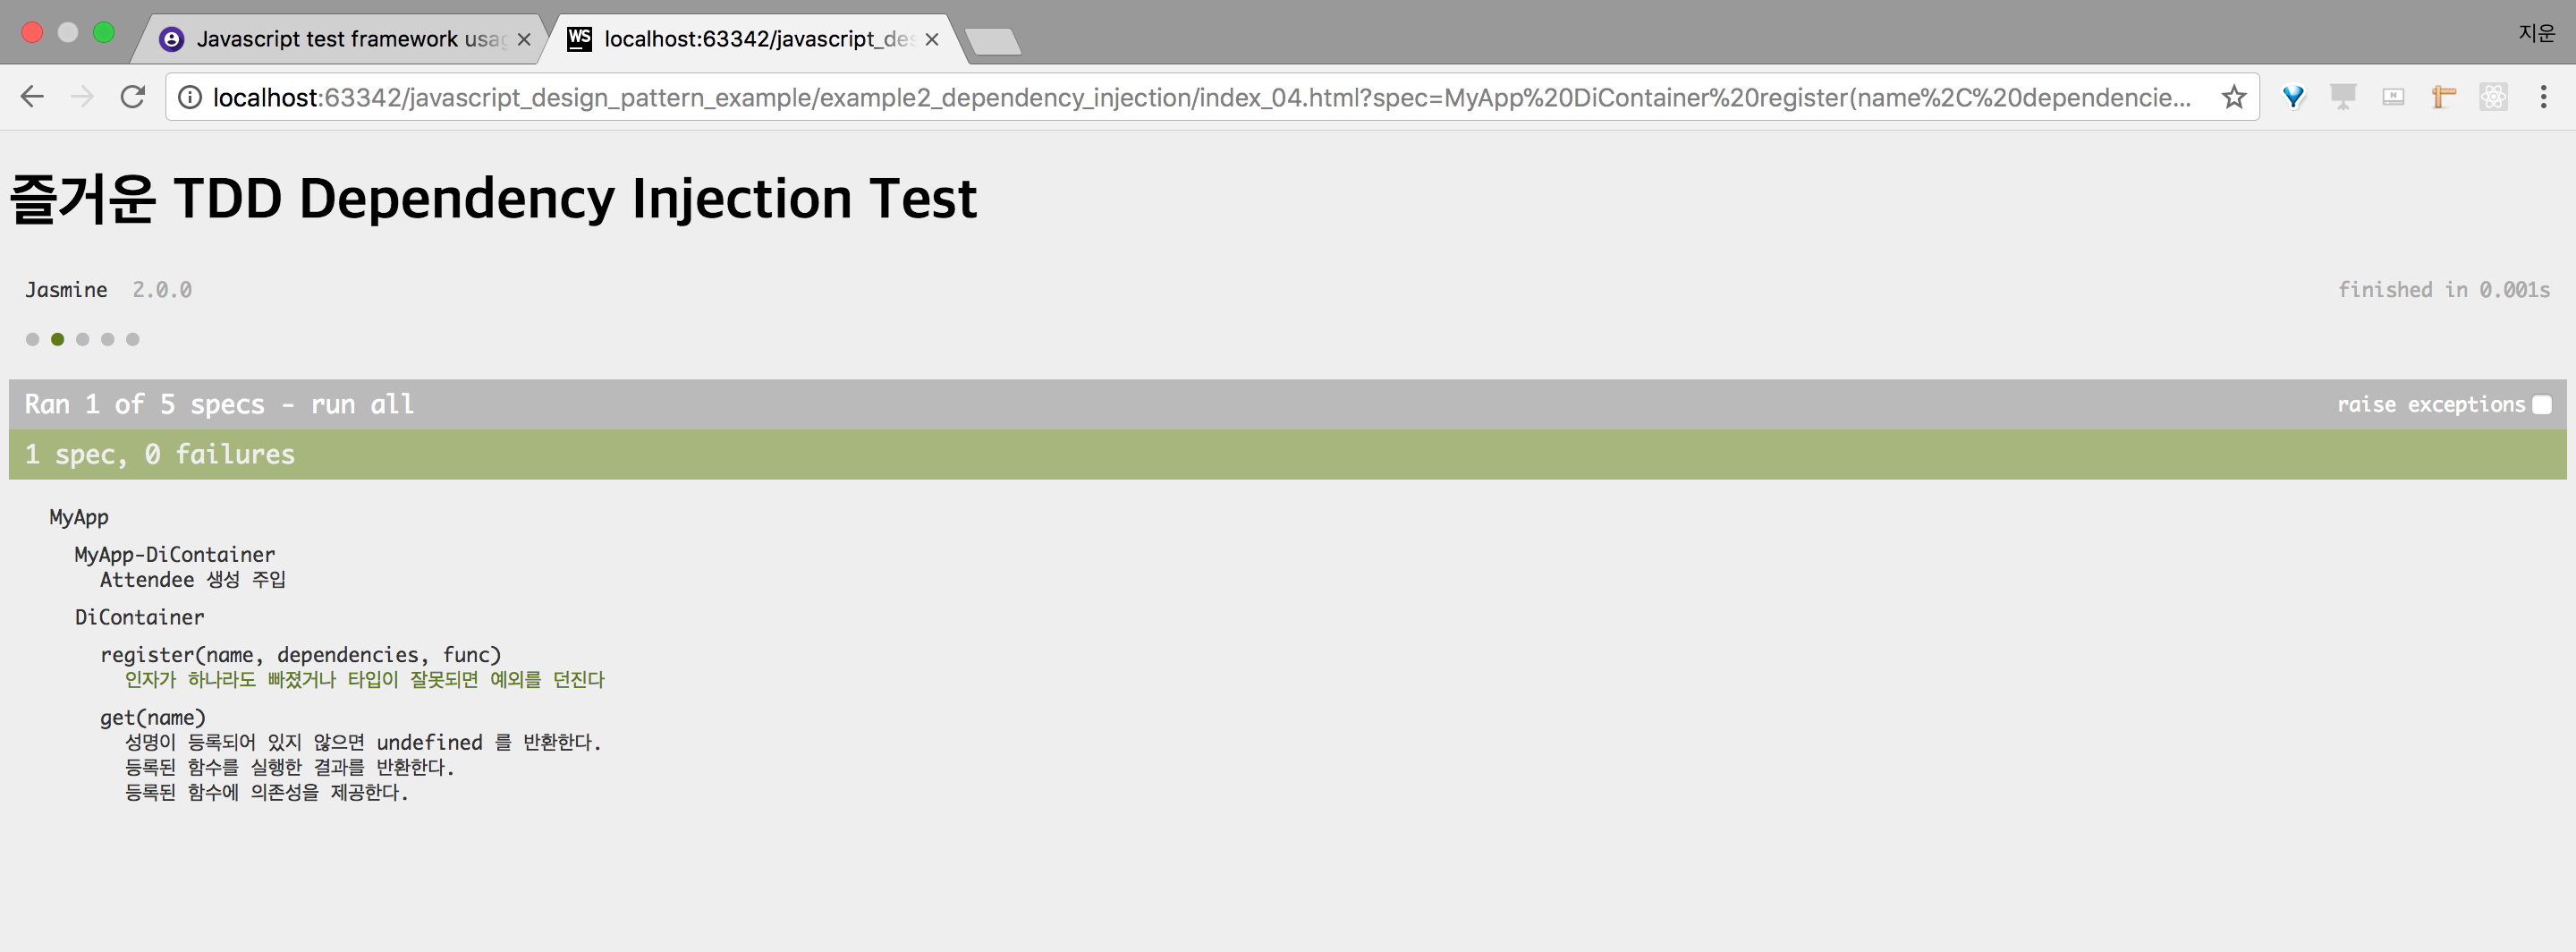 Javascript test framework usag
WS localhost:63342/javascript_des
지운
localhost:63342/javascript_design_pattern_example/example2_dependency_injection/index_04.html?spec=MyApp%20DiContainer%20register(name%2C%20dependencie...
즐거운 TDD Dependency Injection Test
Jasmine 2.0.0
finished in 0.001s
Ran 1 of 5 specs - run all
raise exceptions
1 spec, 0 failures
MyApp
MyApp-DiContainer
Attendee 생성 주입
DiContainer
register(name, dependencies, func)
인자가 하나라도 빠졌거나 타입이 잘못되면 예외를 던진다
get(name)
성명이 등록되어 있지 않으면 undefined 를 반환한다.
등록된 함수를 실행한 결과를 반환한다.
등록된 함수에 의존성을 제공한다.